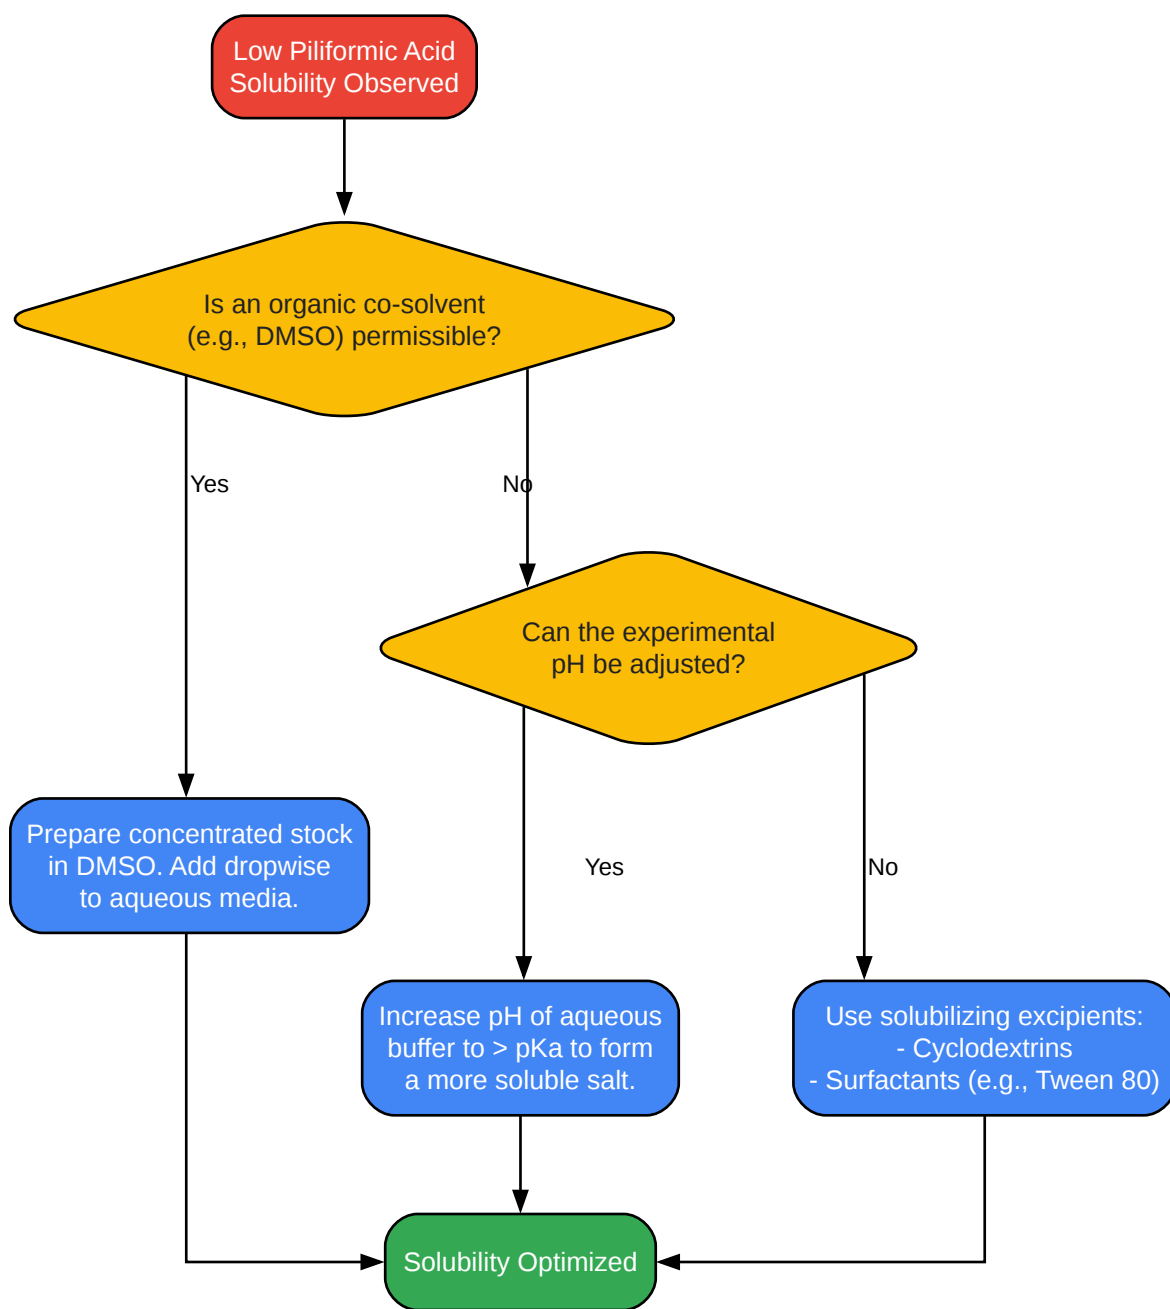 Low Piliformic Acid
Solubility Observed
Is an organic co-solvent
(e.g., DMSO) permissible?
Yes
No
Can the experimental
pH be adjusted?
Prepare concentrated stock
in DMSO. Add dropwise
to aqueous media.
Yes
No
Increase pH of aqueous
buffer to > pKa to form
a more soluble salt.
Use solubilizing excipients:
- Cyclodextrins
- Surfactants (e.g., Tween 80)
Solubility Optimized